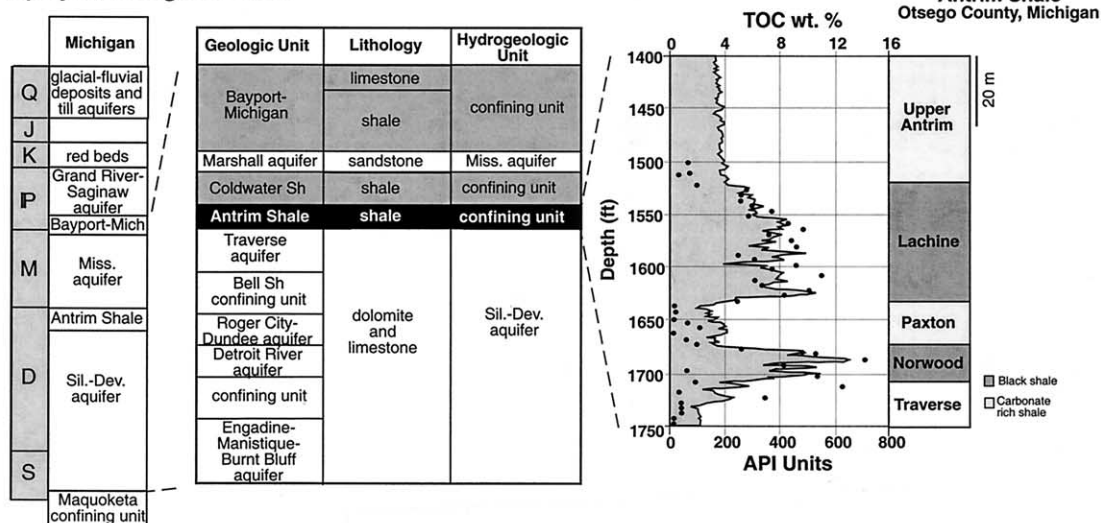 Antrim Shale
Otsego County, Michigan
Michigan
Q
glacial-fluvial
deposits and
till aquifers
J
K
red beds
IP
Grand River-
Saginaw
aquifer
Bayport-Mich
M
Miss.
aquifer
Antrim Shale
D
Sil.-Dev.
aquifer
S
Maquoketa
confining unit
Geologic Unit
Lithology
Hydrogeologic
Unit
Bayport-
Michigan
limestone
shale
confining unit
Marshall aquifer
sandstone
Miss. aquifer
Coldwater Sh
shale
confining unit
Antrim Shale
shale
confining unit
Traverse
aquifer
Bell Sh
confining unit
Roger City-
Dundee aquifer
Detroit River
aquifer
confining unit
Engadine-
Manistique-
Burnt Bluff
aquifer
dolomite
and
limestone
Sil.-Dev.
aquifer
TOC wt. %
0 4 8 12 16
Depth (ft)
1400
1450
1500
1550
1600
1650
1700
1750
0 200 400 600 800
API Units
20 m
Upper
Antrim
Lachine
Paxton
Norwood
Traverse
Black shale
Carbonate
rich shale